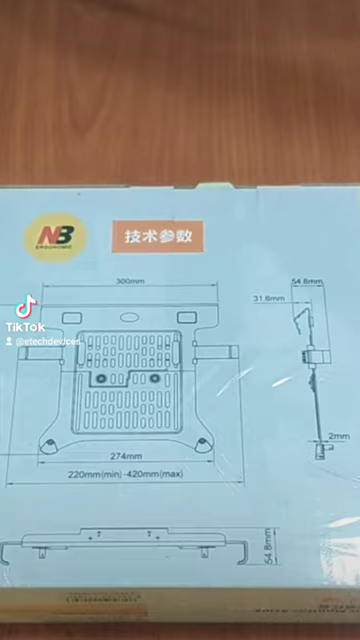 NB
ERGONOMIC
技术参数
300mm
54.8mm
31.6mm
TikTok
@etechdevices
274mm
2mm
220mm(min)-420mm(max)
54.8mm